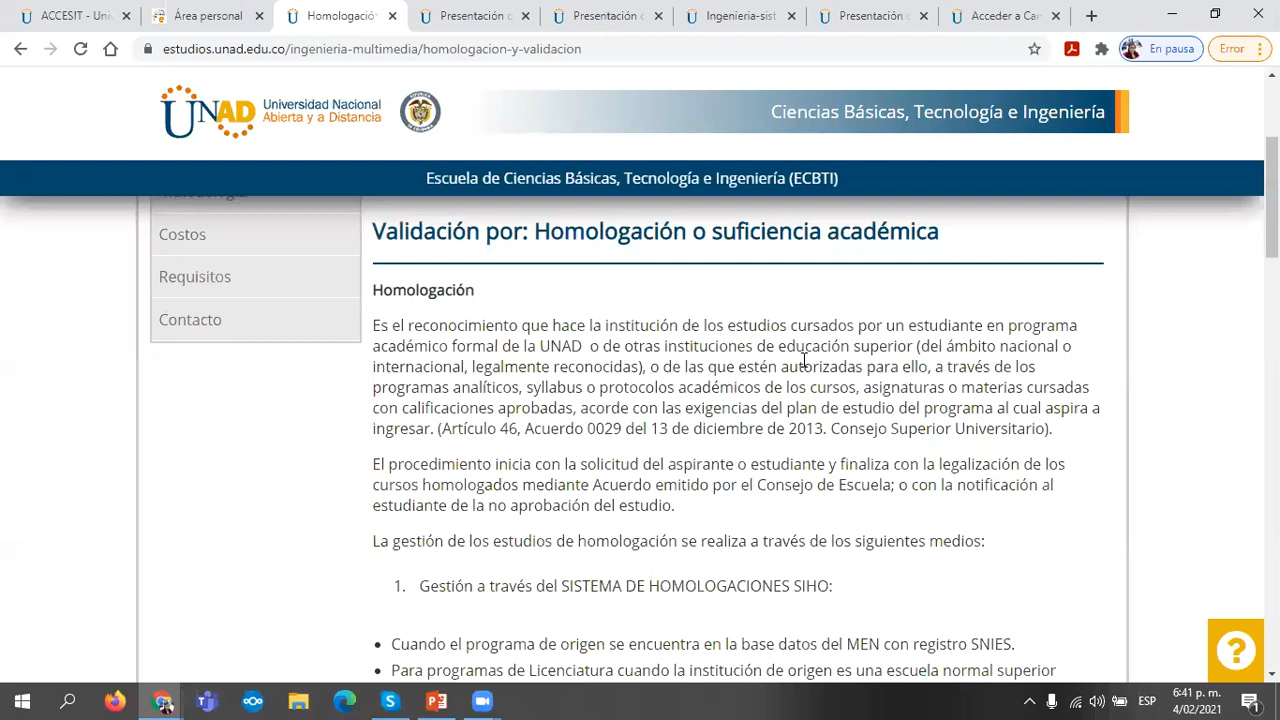 ACCESIT - Uni
Área personal
Homologación
Presentación d
Presentación d
Ingenieria-sist
Presentación d
Acceder a Can
estudios.unad.edu.co/ingenieria-multimedia/homologacion-y-validacion
En pausa
Error
UNAD Universidad Nacional
Abierta y a Distancia
Ciencias Básicas, Tecnología e Ingeniería
Escuela de Ciencias Básicas, Tecnología e Ingeniería (ECBTI)
Costos
Requisitos
Contacto
Validación por: Homologación o suficiencia académica
Homologación
Es el reconocimiento que hace la institución de los estudios cursados por un estudiante en programa
académico formal de la UNAD o de otras instituciones de educación superior (del ámbito nacional o
internacional, legalmente reconocidas), o de las que estén autorizadas para ello, a través de los
programas analíticos, syllabus o protocolos académicos de los cursos, asignaturas o materias cursadas
con calificaciones aprobadas, acorde con las exigencias del plan de estudio del programa al cual aspira a
ingresar. (Artículo 46, Acuerdo 0029 del 13 de diciembre de 2013. Consejo Superior Universitario).
El procedimiento inicia con la solicitud del aspirante o estudiante y finaliza con la legalización de los
cursos homologados mediante Acuerdo emitido por el Consejo de Escuela; o con la notificación al
estudiante de la no aprobación del estudio.
La gestión de los estudios de homologación se realiza a través de los siguientes medios:
1. Gestión a través del SISTEMA DE HOMOLOGACIONES SIHO:
• Cuando el programa de origen se encuentra en la base datos del MEN con registro SNIES.
• Para programas de Licenciatura cuando la institución de origen es una escuela normal superior
ESP
6:41 p. m.
4/02/2021